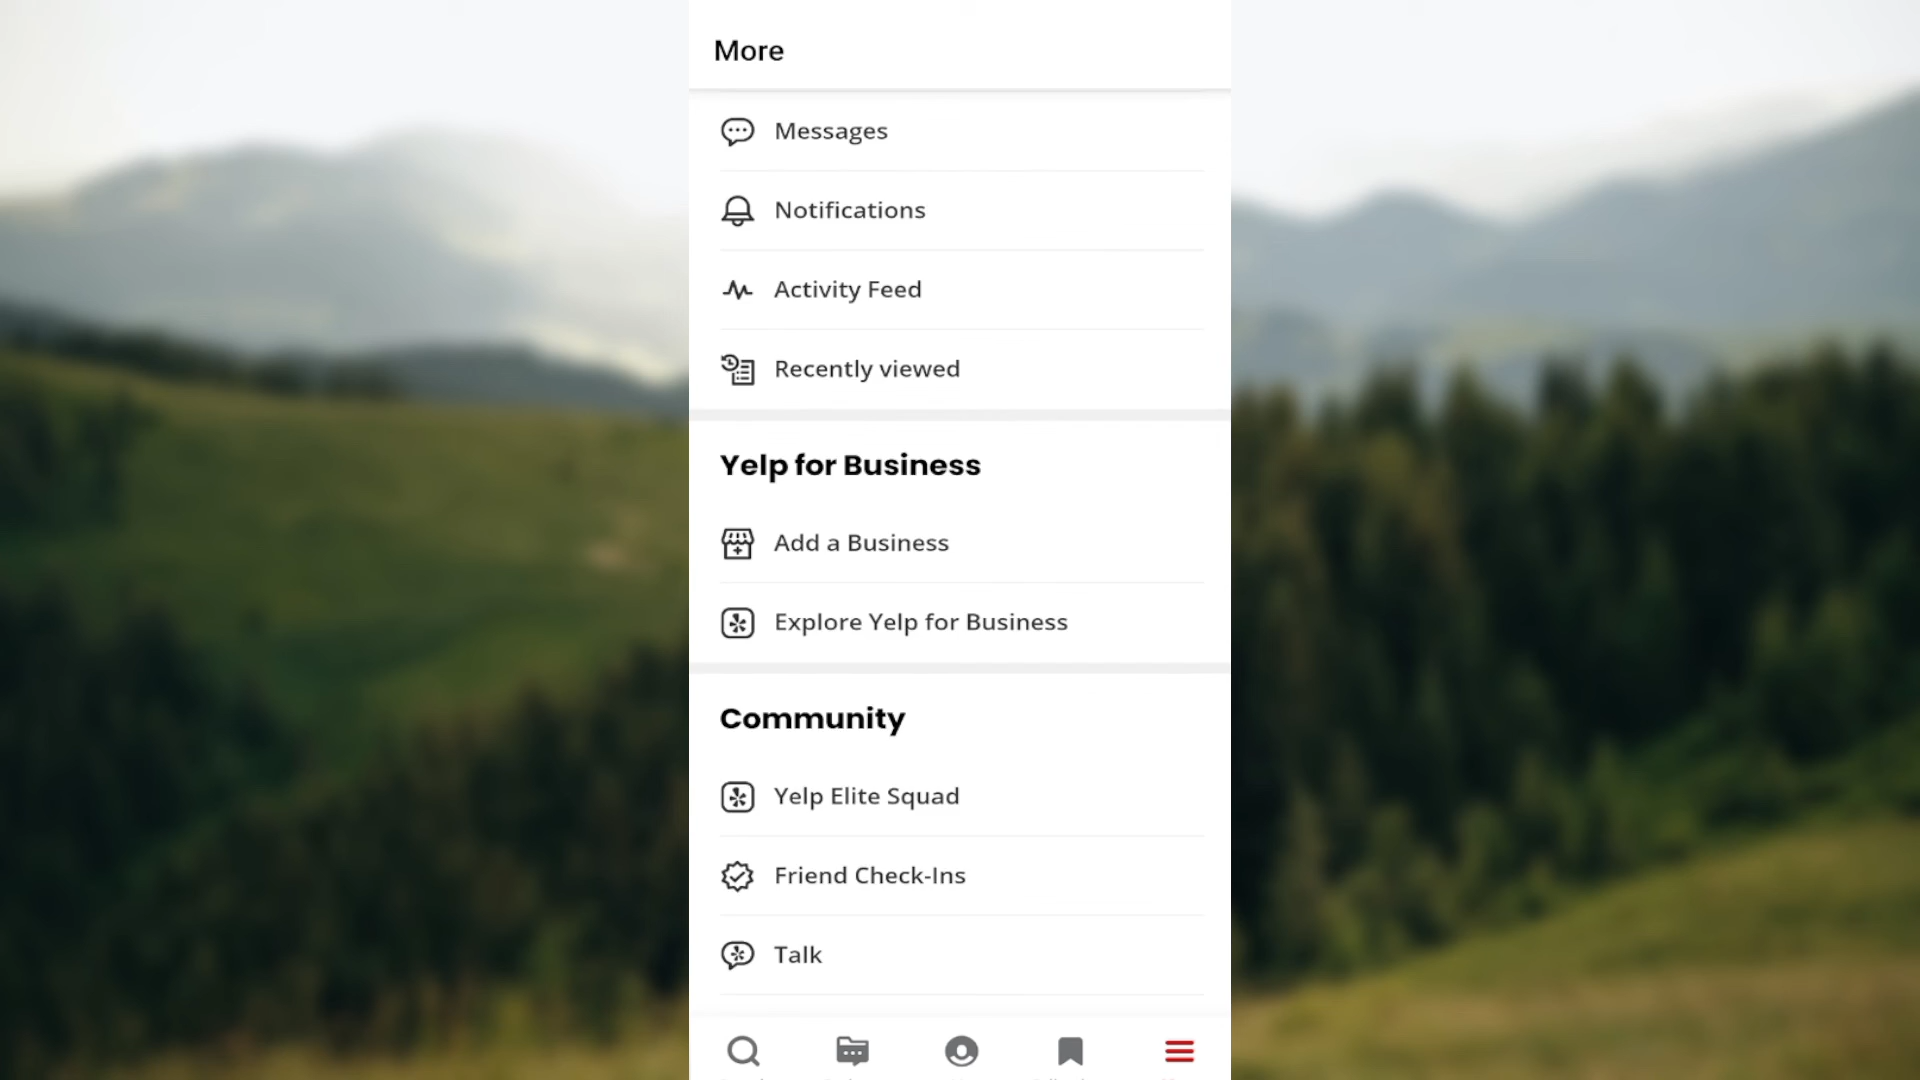 More
Messages
Notifications
Activity Feed
Recently viewed
Yelp for Business
Add a Business
Explore Yelp for Business
Community
Yelp Elite Squad
Friend Check-Ins
Talk